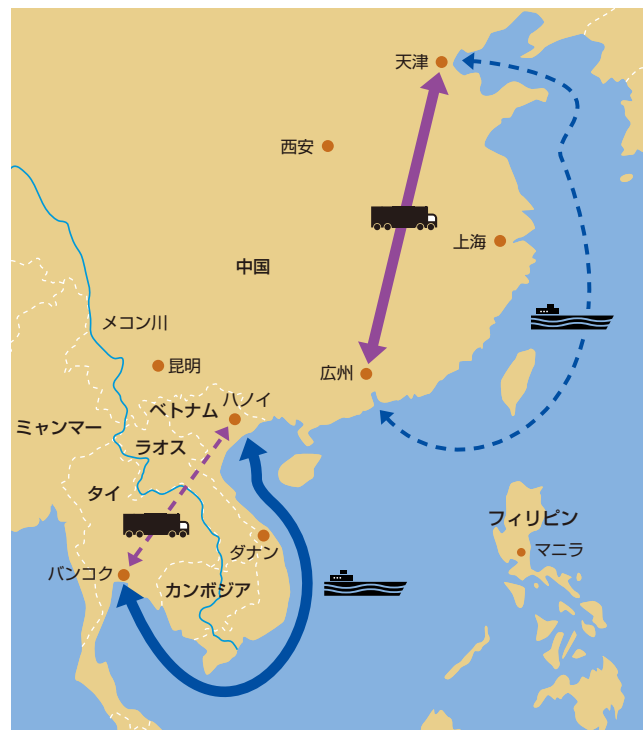 天津
西安
上海
中国
メコン川
昆明
広州
ベトナム
ハノイ
ミャンマー
ラオス
タイ
フィリピン
ダナン
マニラ
バンコク
カンボジア